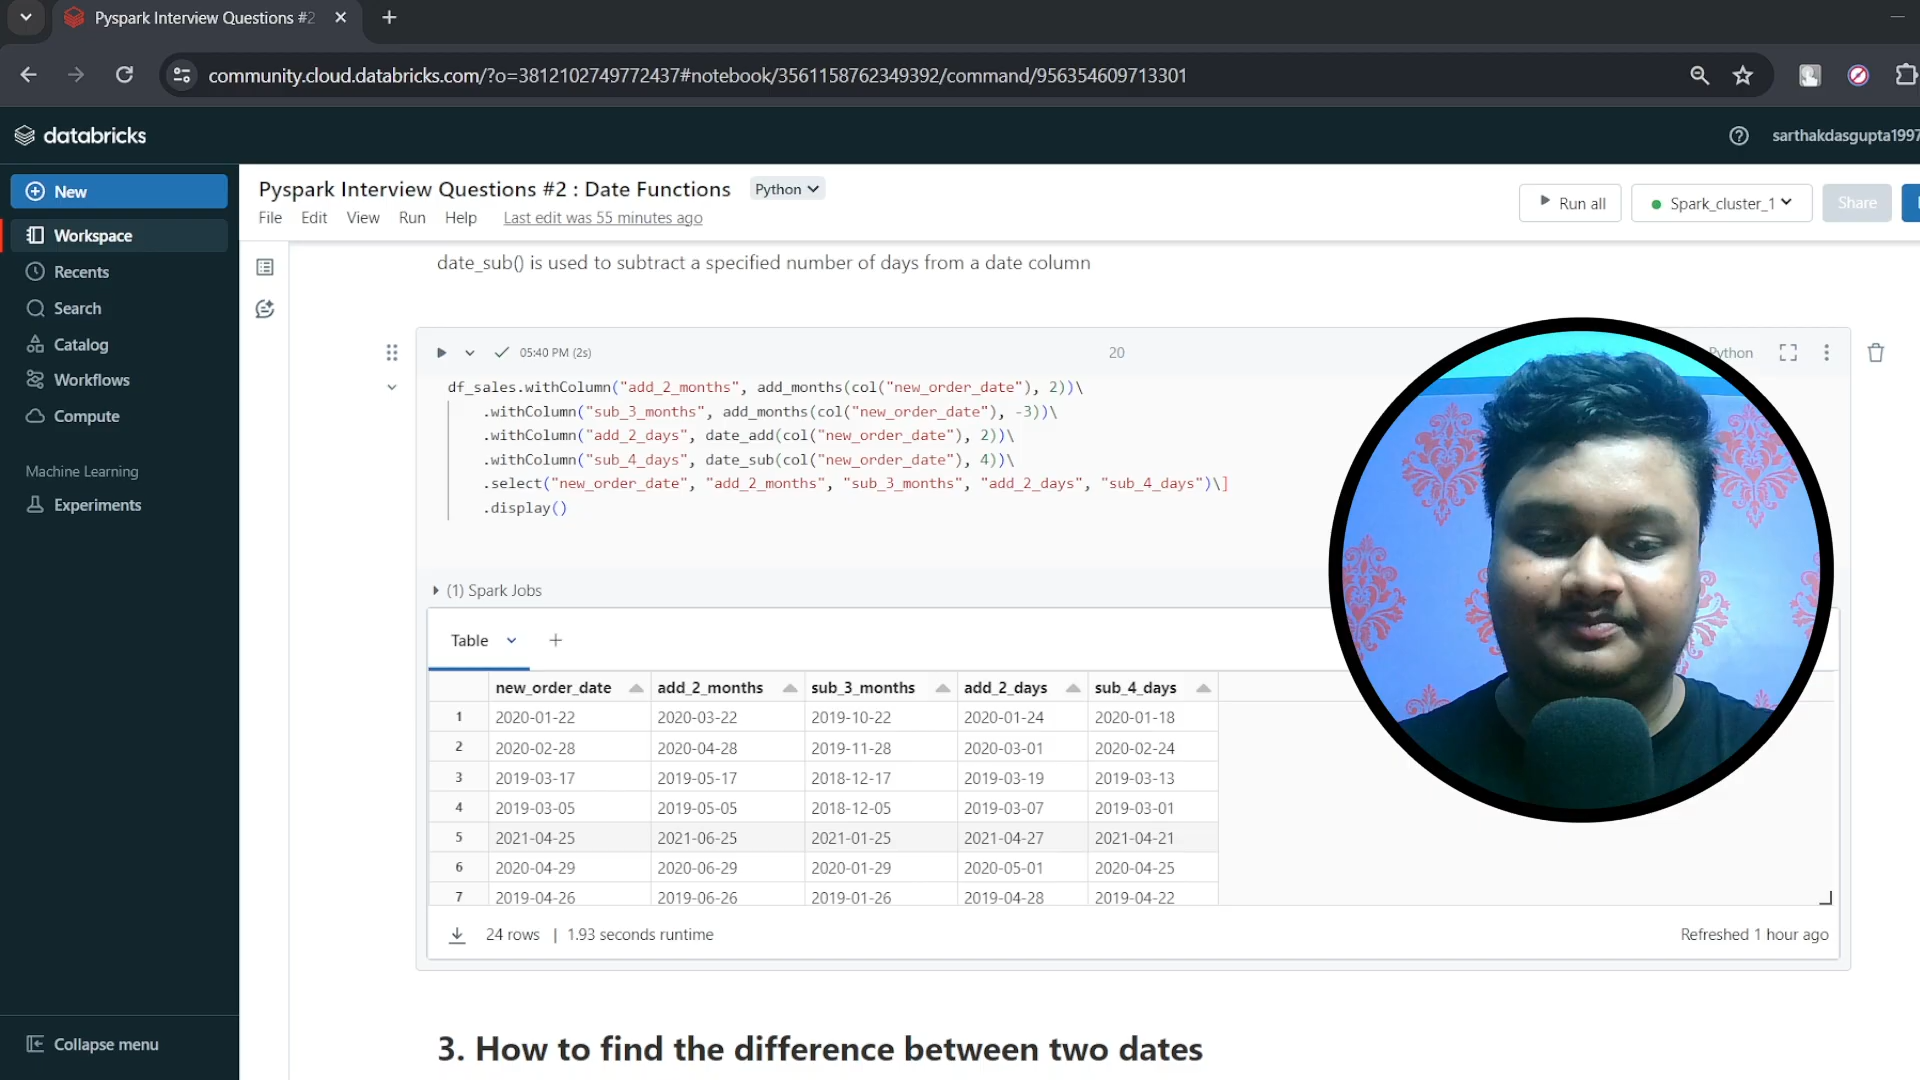 Pyspark Interview Questions #2
community.cloud.databricks.com/?o=3812102749772437#notebook/3561158762349392/command/956354609713301
databricks
sarthakdasgupta1997
New
Workspace
Recents
Search
Catalog
Workflows
Compute
Machine Learning
Experiments
Collapse menu
Pyspark Interview Questions #2 : Date Functions
Python
File Edit View Run Help Last edit was 55 minutes ago
Run all
Spark_cluster_1
Share
date_sub() is used to subtract a specified number of days from a date column
05:40 PM (2s)
20
Python
df_sales.withColumn("add_2_months", add_months(col("new_order_date"), 2))\
.withColumn("sub_3_months", add_months(col("new_order_date"), -3))\
.withColumn("add_2_days", date_add(col("new_order_date"), 2))\
.withColumn("sub_4_days", date_sub(col("new_order_date"), 4))\
.select("new_order_date", "add_2_months", "sub_3_months", "add_2_days", "sub_4_days")\]
.display()
(1) Spark Jobs
Table
new_order_date add_2_months sub_3_months add_2_days sub_4_days
1 2020-01-22 2020-03-22 2019-10-22 2020-01-24 2020-01-18
2 2020-02-28 2020-04-28 2019-11-28 2020-03-01 2020-02-24
3 2019-03-17 2019-05-17 2018-12-17 2019-03-19 2019-03-13
4 2019-03-05 2019-05-05 2018-12-05 2019-03-07 2019-03-01
5 2021-04-25 2021-06-25 2021-01-25 2021-04-27 2021-04-21
6 2020-04-29 2020-06-29 2020-01-29 2020-05-01 2020-04-25
7 2019-04-26 2019-06-26 2019-01-26 2019-04-28 2019-04-22
24 rows | 1.93 seconds runtime
Refreshed 1 hour ago
3. How to find the difference between two dates